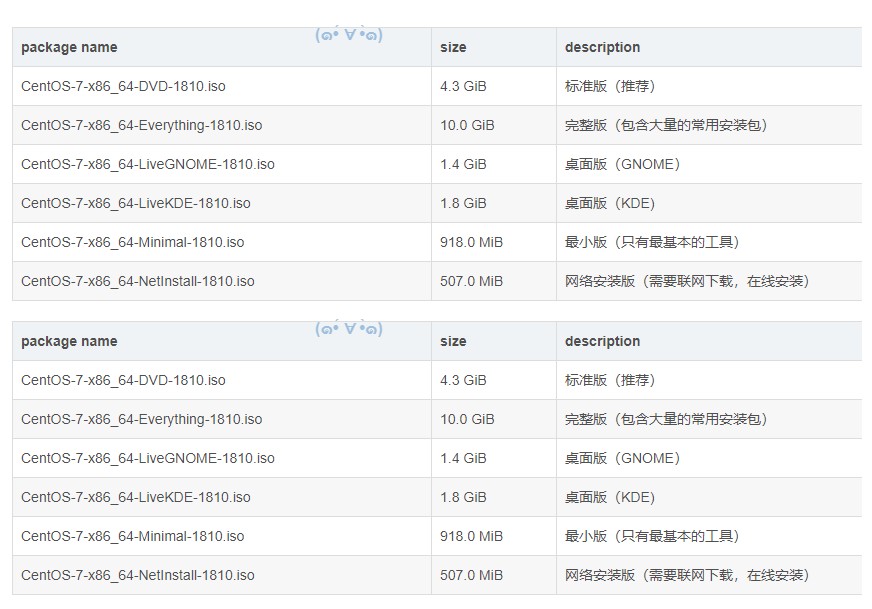 (๑•́ ∀ •̀๑)
package name size description
CentOS-7-x86_64-DVD-1810.iso 4.3 GiB 标准版（推荐）
CentOS-7-x86_64-Everything-1810.iso 10.0 GiB 完整版（包含大量的常用安装包）
CentOS-7-x86_64-LiveGNOME-1810.iso 1.4 GiB 桌面版（GNOME）
CentOS-7-x86_64-LiveKDE-1810.iso 1.8 GiB 桌面版（KDE)
CentOS-7-x86_64-Minimal-1810.iso 918.0 MiB 最小版（只有最基本的工具）
CentOS-7-x86_64-NetInstall-1810.iso 507.0 MiB 网络安装版（需要联网下载，在线安装）
(๑•́ ∀ •̀๑)
package name size description
CentOS-7-x86_64-DVD-1810.iso 4.3 GiB 标准版（推荐）
CentOS-7-x86_64-Everything-1810.iso 10.0 GiB 完整版（包含大量的常用安装包）
CentOS-7-x86_64-LiveGNOME-1810.iso 1.4 GiB 桌面版（GNOME）
CentOS-7-x86_64-LiveKDE-1810.iso 1.8 GiB 桌面版（KDE)
CentOS-7-x86_64-Minimal-1810.iso 918.0 MiB 最小版（只有最基本的工具）
CentOS-7-x86_64-NetInstall-1810.iso 507.0 MiB 网络安装版（需要联网下载，在线安装）